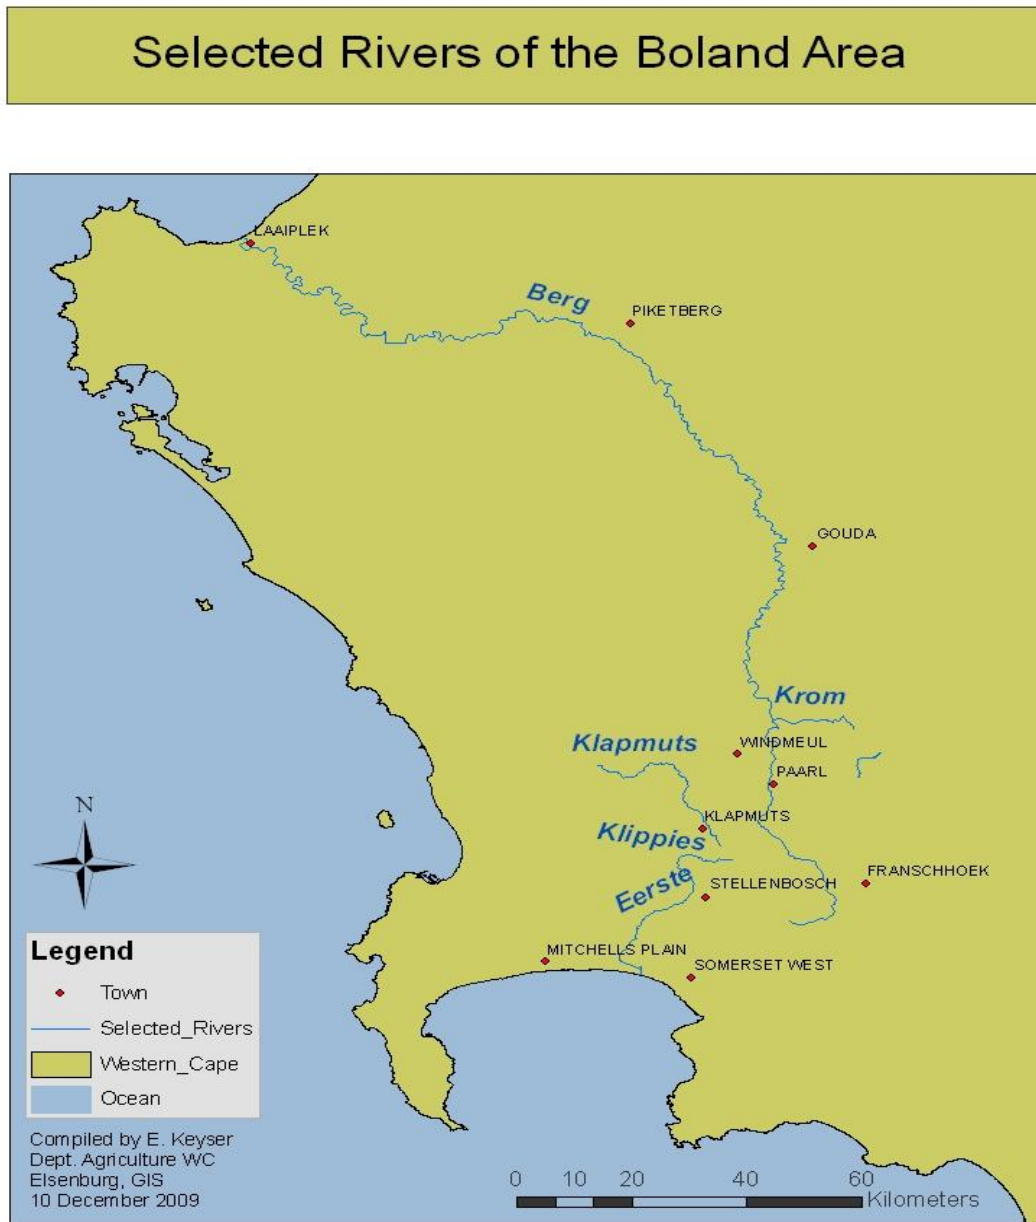 Selected Rivers of the Boland Area
LAAIPLEK
Berg
PIKETBERG
GOUDA
Krom
Klapmuts
WINDMEUL
PAARL
KLAPMUTS
Klippies
Eerste
FRANSCHHOEK
STELLENBOSCH
MITCHELLS PLAIN
SOMERSET WEST
N
Legend
Town
Selected_Rivers
Western_Cape
Ocean
Compiled by E. Keyser
Dept. Agriculture WC
Elsenburg, GIS
10 December 2009
0 10 20 40 60
Kilometers